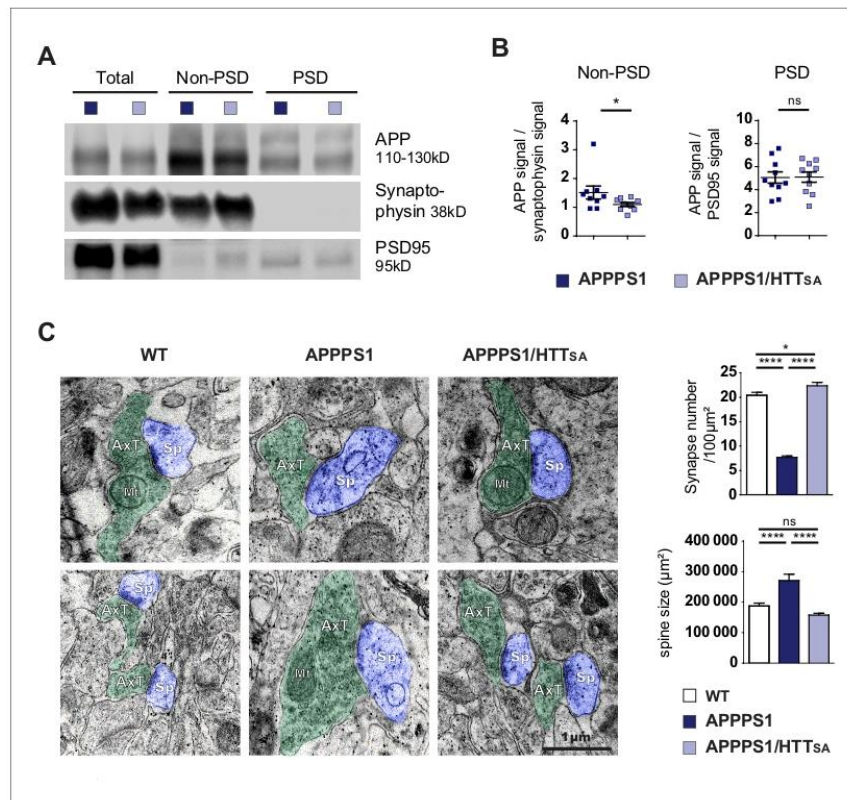 A
Total Non-PSD PSD
APP
110-130kD
Synapto-
physin 38kD
PSD95
95kD
B
Non-PSD
APP signal /
synaptophysin signal
4
3
2
1
0
*
PSD
APP signal /
PSD95 signal
10
8
6
4
2
0
ns
APPPS1 APPPS1/HTTSA
C
WT APPPS1 APPPS1/HTTSA
AxT Sp Mt
AxT Sp
AxT Sp Mt
Sp
AxT
AxT Sp
AxT
Mt Sp
AxT
Sp
AxT Sp
1µm
Synapse number
/100µm²
25
20
15
10
5
0
*
**** ****
spine size (µm²)
400 000
300 000
200 000
100 000
0
ns
**** ****
WT
APPPS1
APPPS1/HTTSA